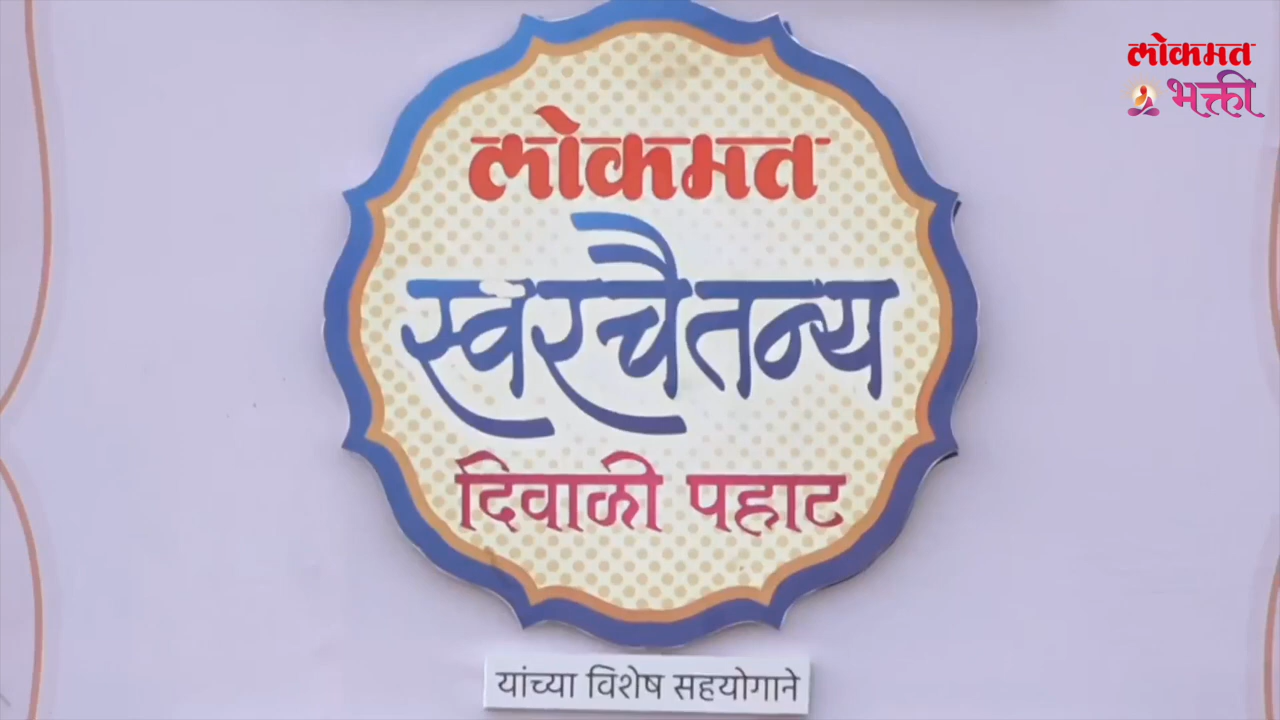 लोकमत
भक्ती
लोकमत
स्वरचैतन्य
दिवाळी पहाट
यांच्या विशेष सहयोगाने